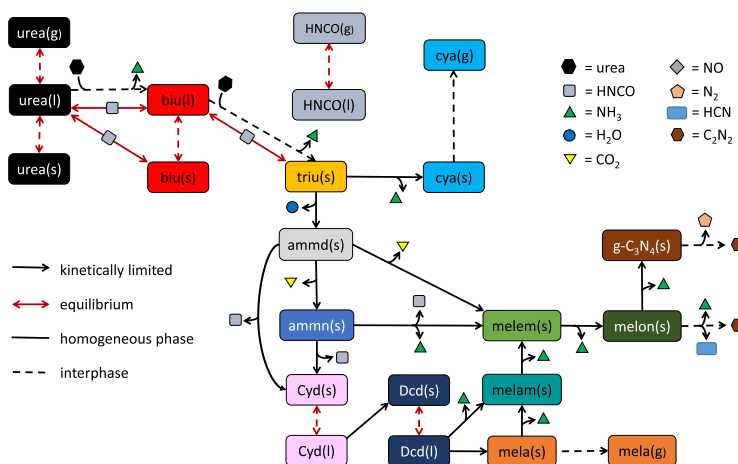 urea(g)
HNCO(g)
cya(g)
urea(l)
biu(l)
HNCO(l)
urea(s)
biu(s)
triu(s)
cya(s)
= urea
= HNCO
= NH₃
= H₂O
= CO₂
= NO
= N₂
= HCN
= C₂N₂
ammd(s)
g-C₃N₄(s)
kinetically limited
equilibrium
homogeneous phase
interphase
ammn(s)
melem(s)
melon(s)
Cyd(s)
Dcd(s)
melam(s)
Cyd(l)
Dcd(l)
mela(s)
mela(g)